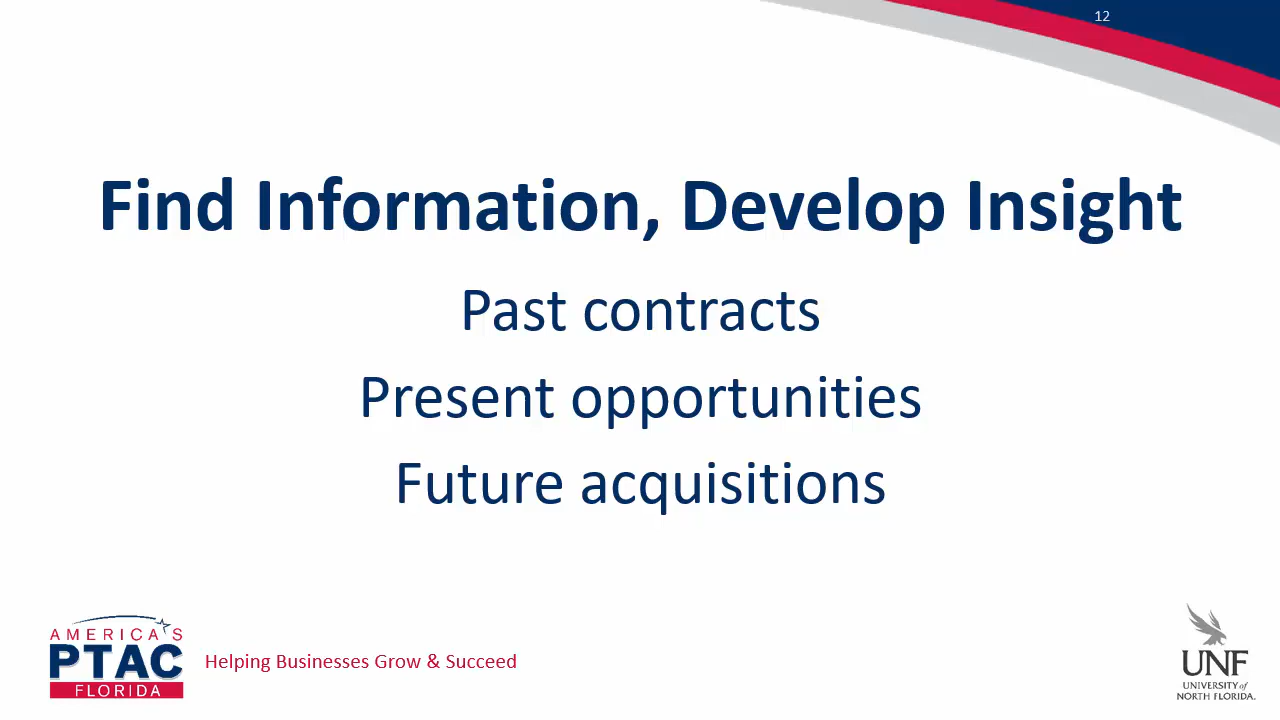 12
Find Information, Develop Insight
Past contracts
Present opportunities
Future acquisitions
AMERICA'S
PTAC
FLORIDA
Helping Businesses Grow & Succeed
UNF
UNIVERSITY of
NORTH FLORIDA.